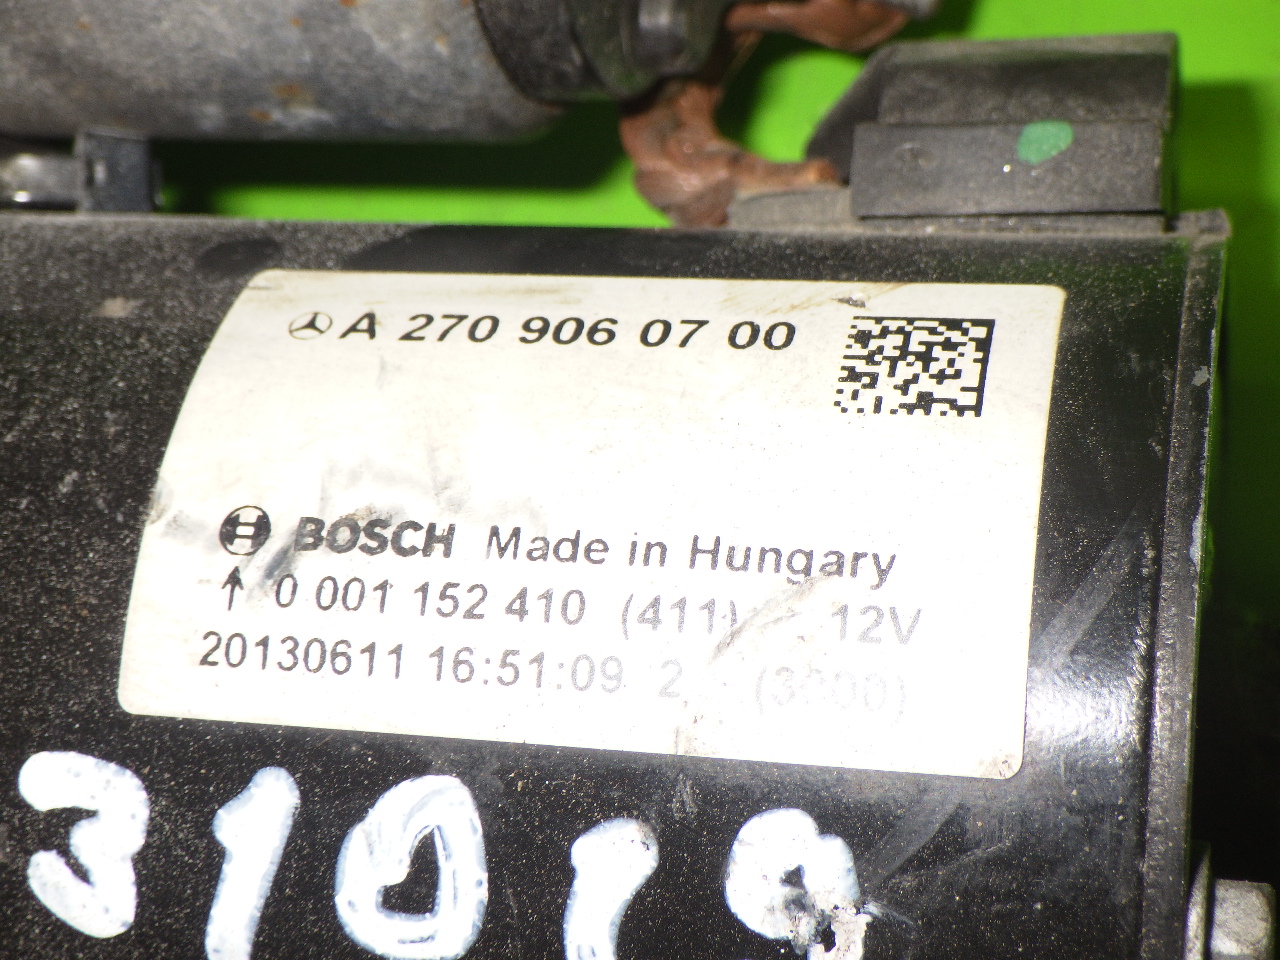 A 270 906 07 00
BOSCH Made in Hungary
↑ 0 001 152 410 (411) 12V
20130611 16:51:09 2 (3000)
3101